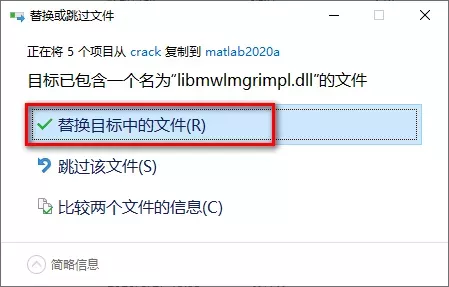 替换或跳过文件
正在将 5 个项目从 crack 复制到 matlab2020a
目标已包含一个名为“libmwlmgrimpl.dll”的文件
替换目标中的文件(R)
跳过该文件(S)
比较两个文件的信息(C)
简略信息